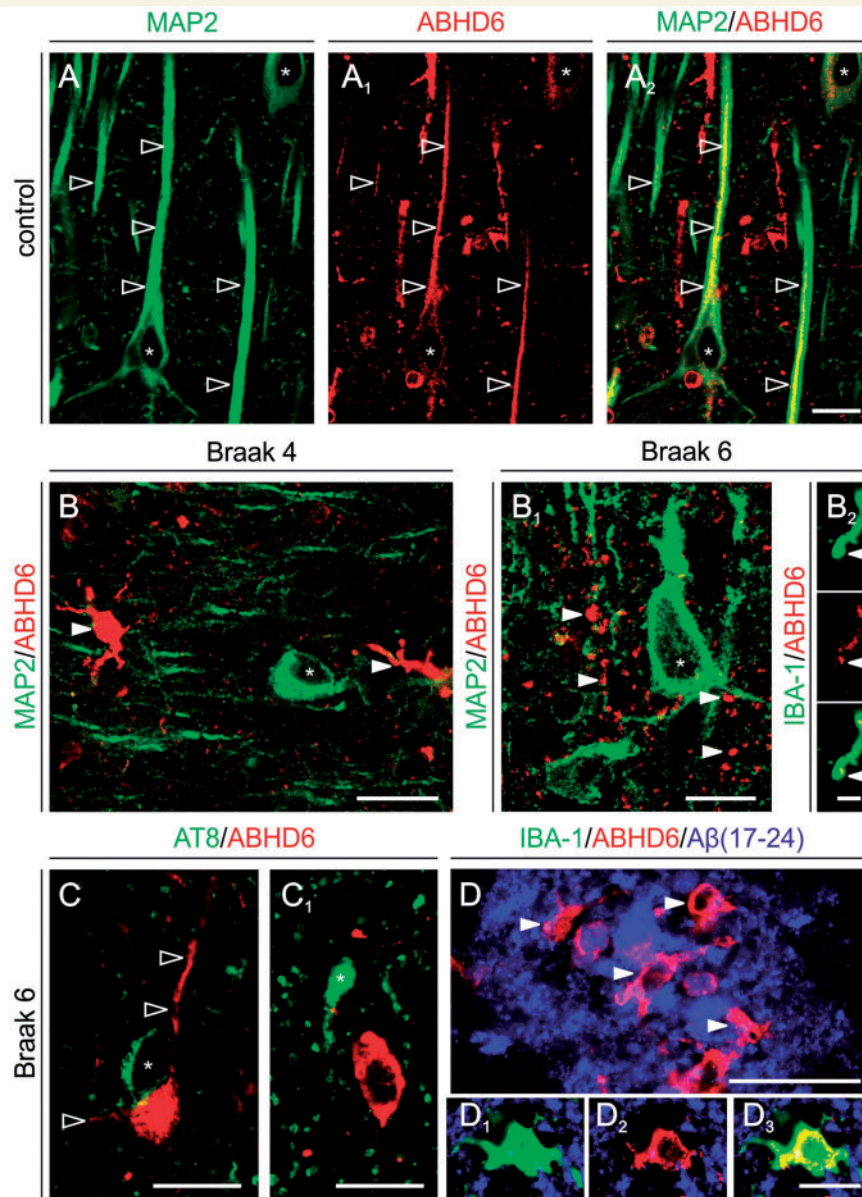 MAP2 ABHD6 MAP2/ABHD6
control
A A1 A2
* * *
* * *
Braak 4 Braak 6
MAP2/ABHD6
B
*
MAP2/ABHD6
B1
*
IBA-1/ABHD6
B2
AT8/ABHD6 IBA-1/ABHD6/Aβ(17-24)
Braak 6
C C1 D
* *
D1 D2 D3